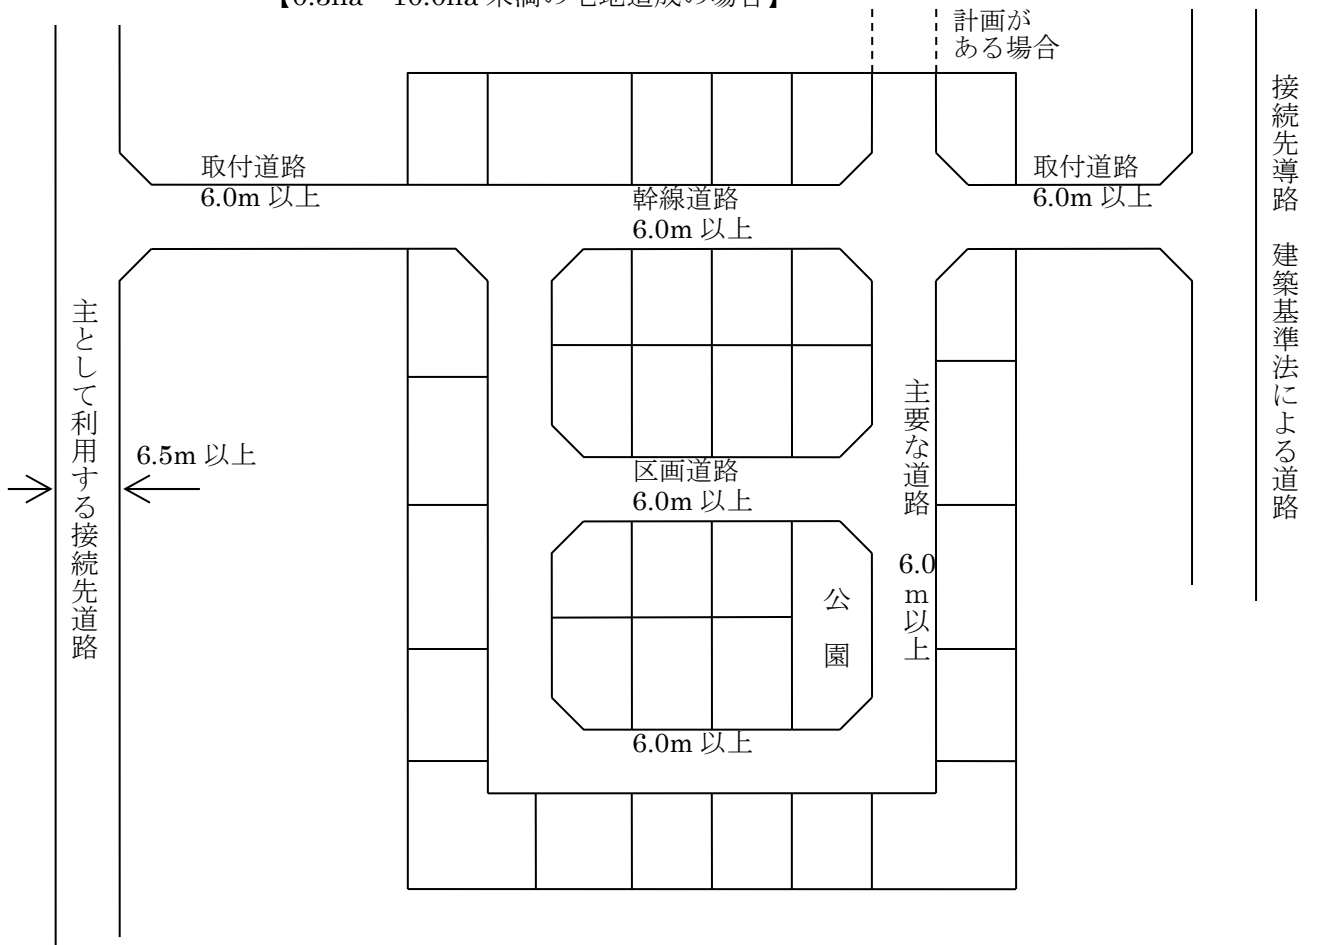 計画が
ある場合
取付道路
6.0m 以上
幹線道路
6.0m 以上
取付道路
6.0m 以上
接続先導路　建築基準法による道路
主として利用する接続先道路
6.5m 以上
主要な道路　6.0ｍ以上
区画道路
6.0m 以上
公園
6.0m 以上